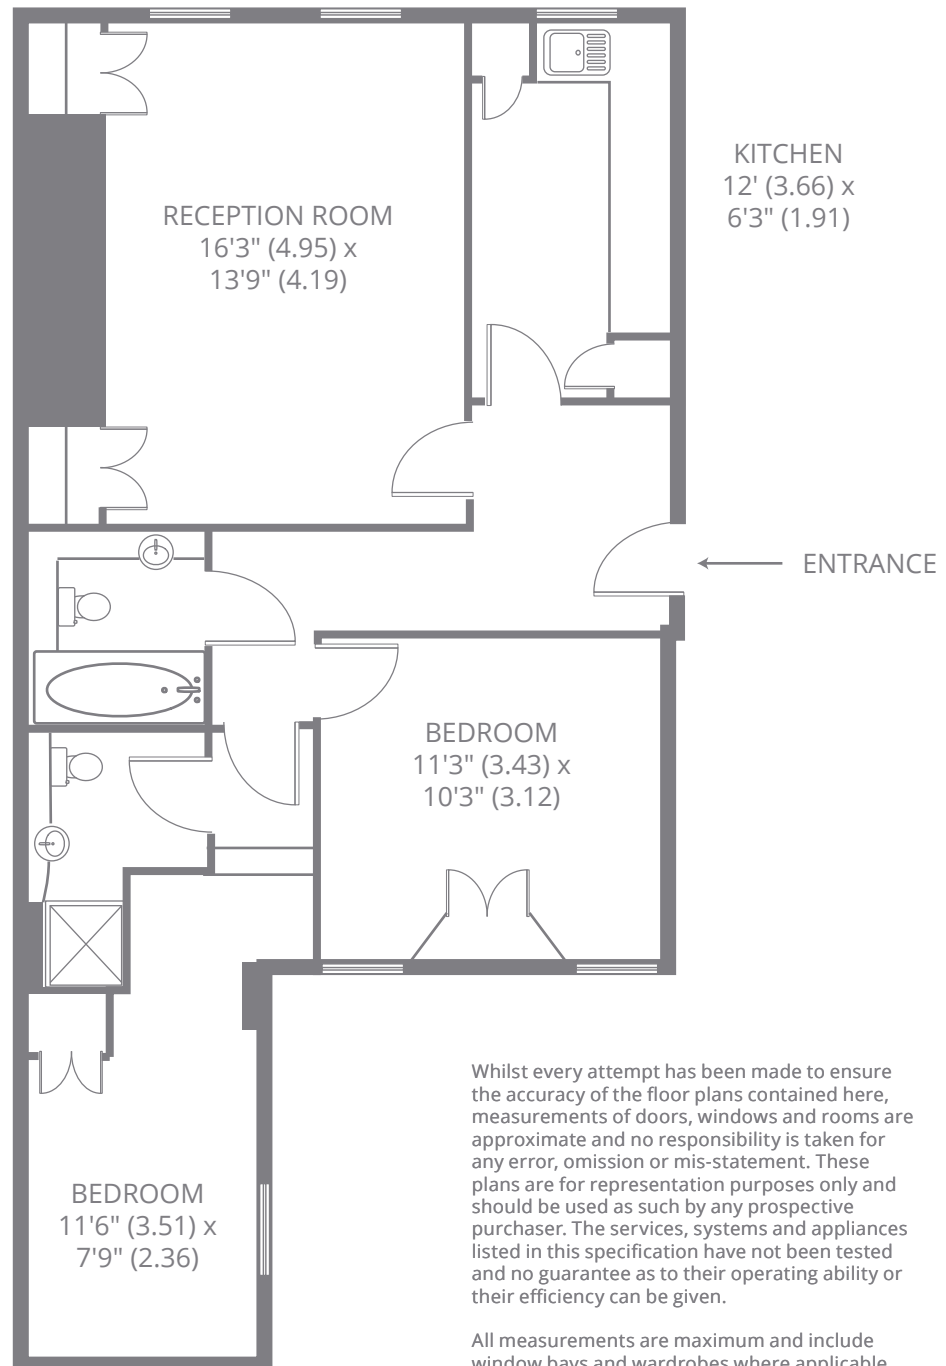 KITCHEN
12' (3.66) x
6'3" (1.91)
RECEPTION ROOM
16'3" (4.95) x
13'9" (4.19)
ENTRANCE
BEDROOM
11'3" (3.43) x
10'3" (3.12)
BEDROOM
11'6" (3.51) x
7'9" (2.36)
Whilst every attempt has been made to ensure
the accuracy of the floor plans contained here,
measurements of doors, windows and rooms are
approximate and no responsibility is taken for
any error, omission or mis-statement. These
plans are for representation purposes only and
should be used as such by any prospective
purchaser. The services, systems and appliances
listed in this specification have not been tested
and no guarantee as to their operating ability or
their efficiency can be given.
All measurements are maximum and include
window bays and wardrobes where applicable